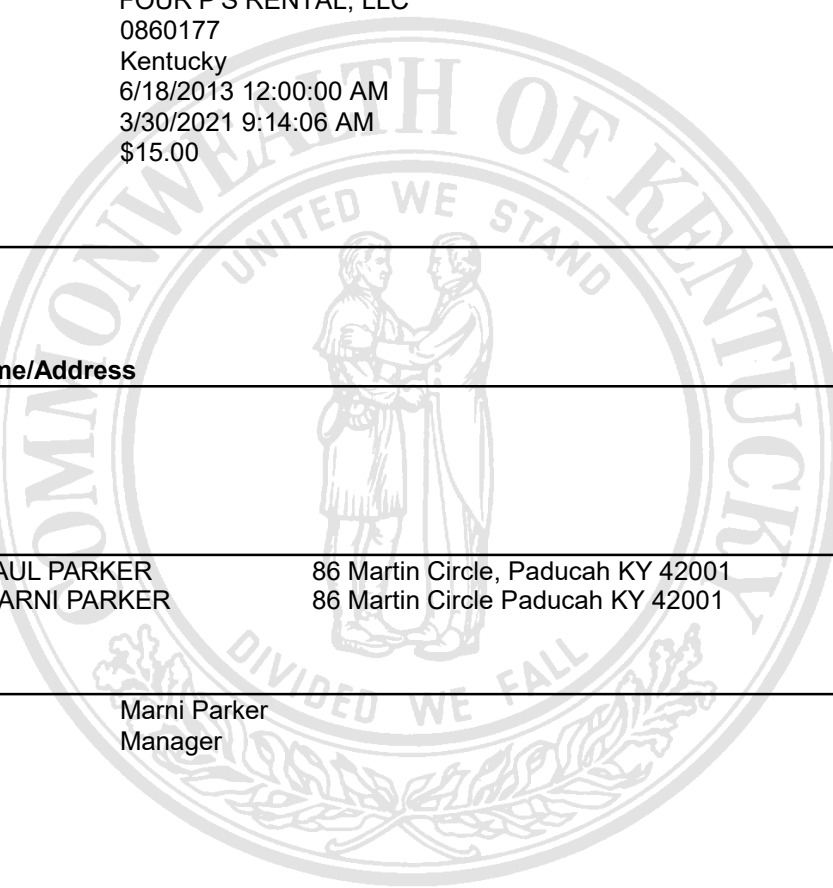 FOUR P'S RENTAL, LLC
0860177
Kentucky
6/18/2013 12:00:00 AM
3/30/2021 9:14:06 AM
$15.00
COMMONWEALTH OF KENTUCKY
UNITED WE STAND
me/Address
AUL PARKER 86 Martin Circle, Paducah KY 42001
ARNI PARKER 86 Martin Circle Paducah KY 42001
DIVIDED WE FALL
Marni Parker
Manager